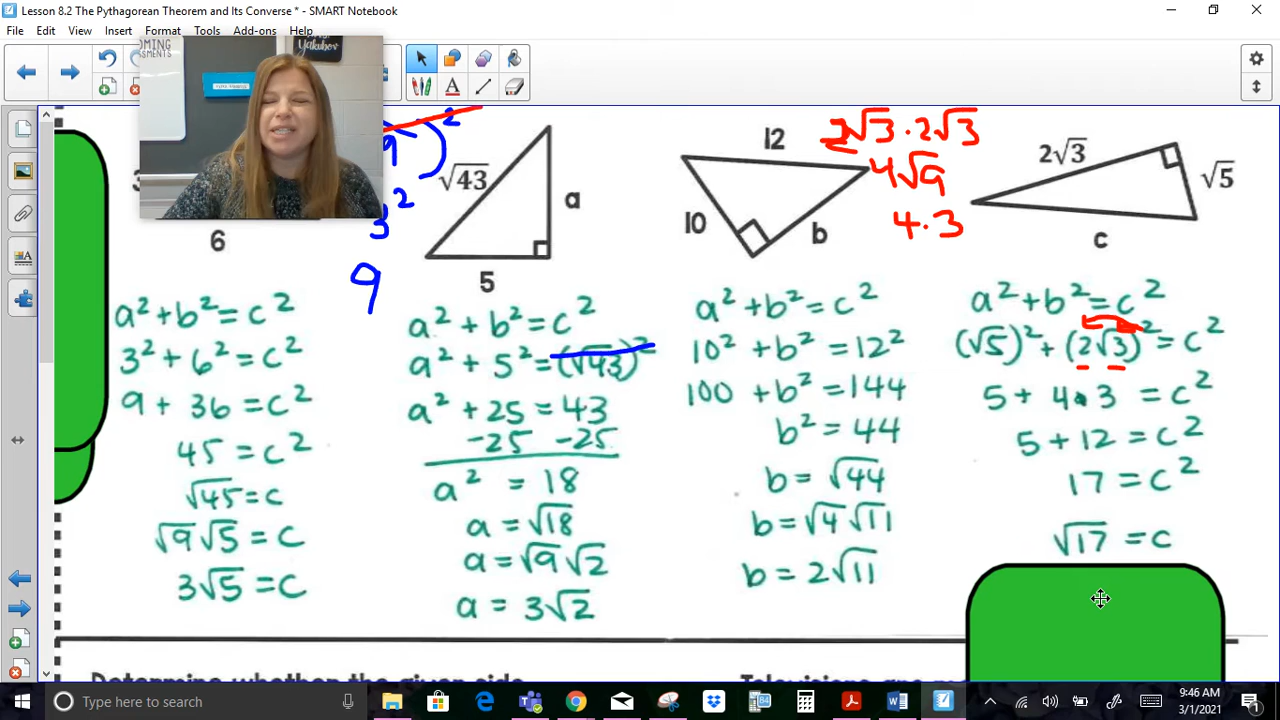 Lesson 8.2 The Pythagorean Theorem and Its Converse * - SMART Notebook
File Edit View Insert Format Tools Add-ons Help
OMING
SSMENTS
Yakubov
6
√43
a
5
12
10
b
2√3
√5
c
)²
3²
9
2√3 · 2√3
4√9
4 · 3
a² + b² = c²
3² + 6² = c²
9 + 36 = c²
45 = c²
√45 = c
√9 √5 = c
3√5 = c
a² + b² = c²
a² + 5² = (√43)²
a² + 25 = 43
-25 -25
a² = 18
a = √18
a = √9 √2
a = 3√2
a² + b² = c²
10² + b² = 12²
100 + b² = 144
b² = 44
b = √44
b = √4 √11
b = 2√11
a² + b² = c²
(√5)² + (2√3)² = c²
5 + 4 · 3 = c²
5 + 12 = c²
17 = c²
√17 = c
Type here to search
9:46 AM
3/1/2021